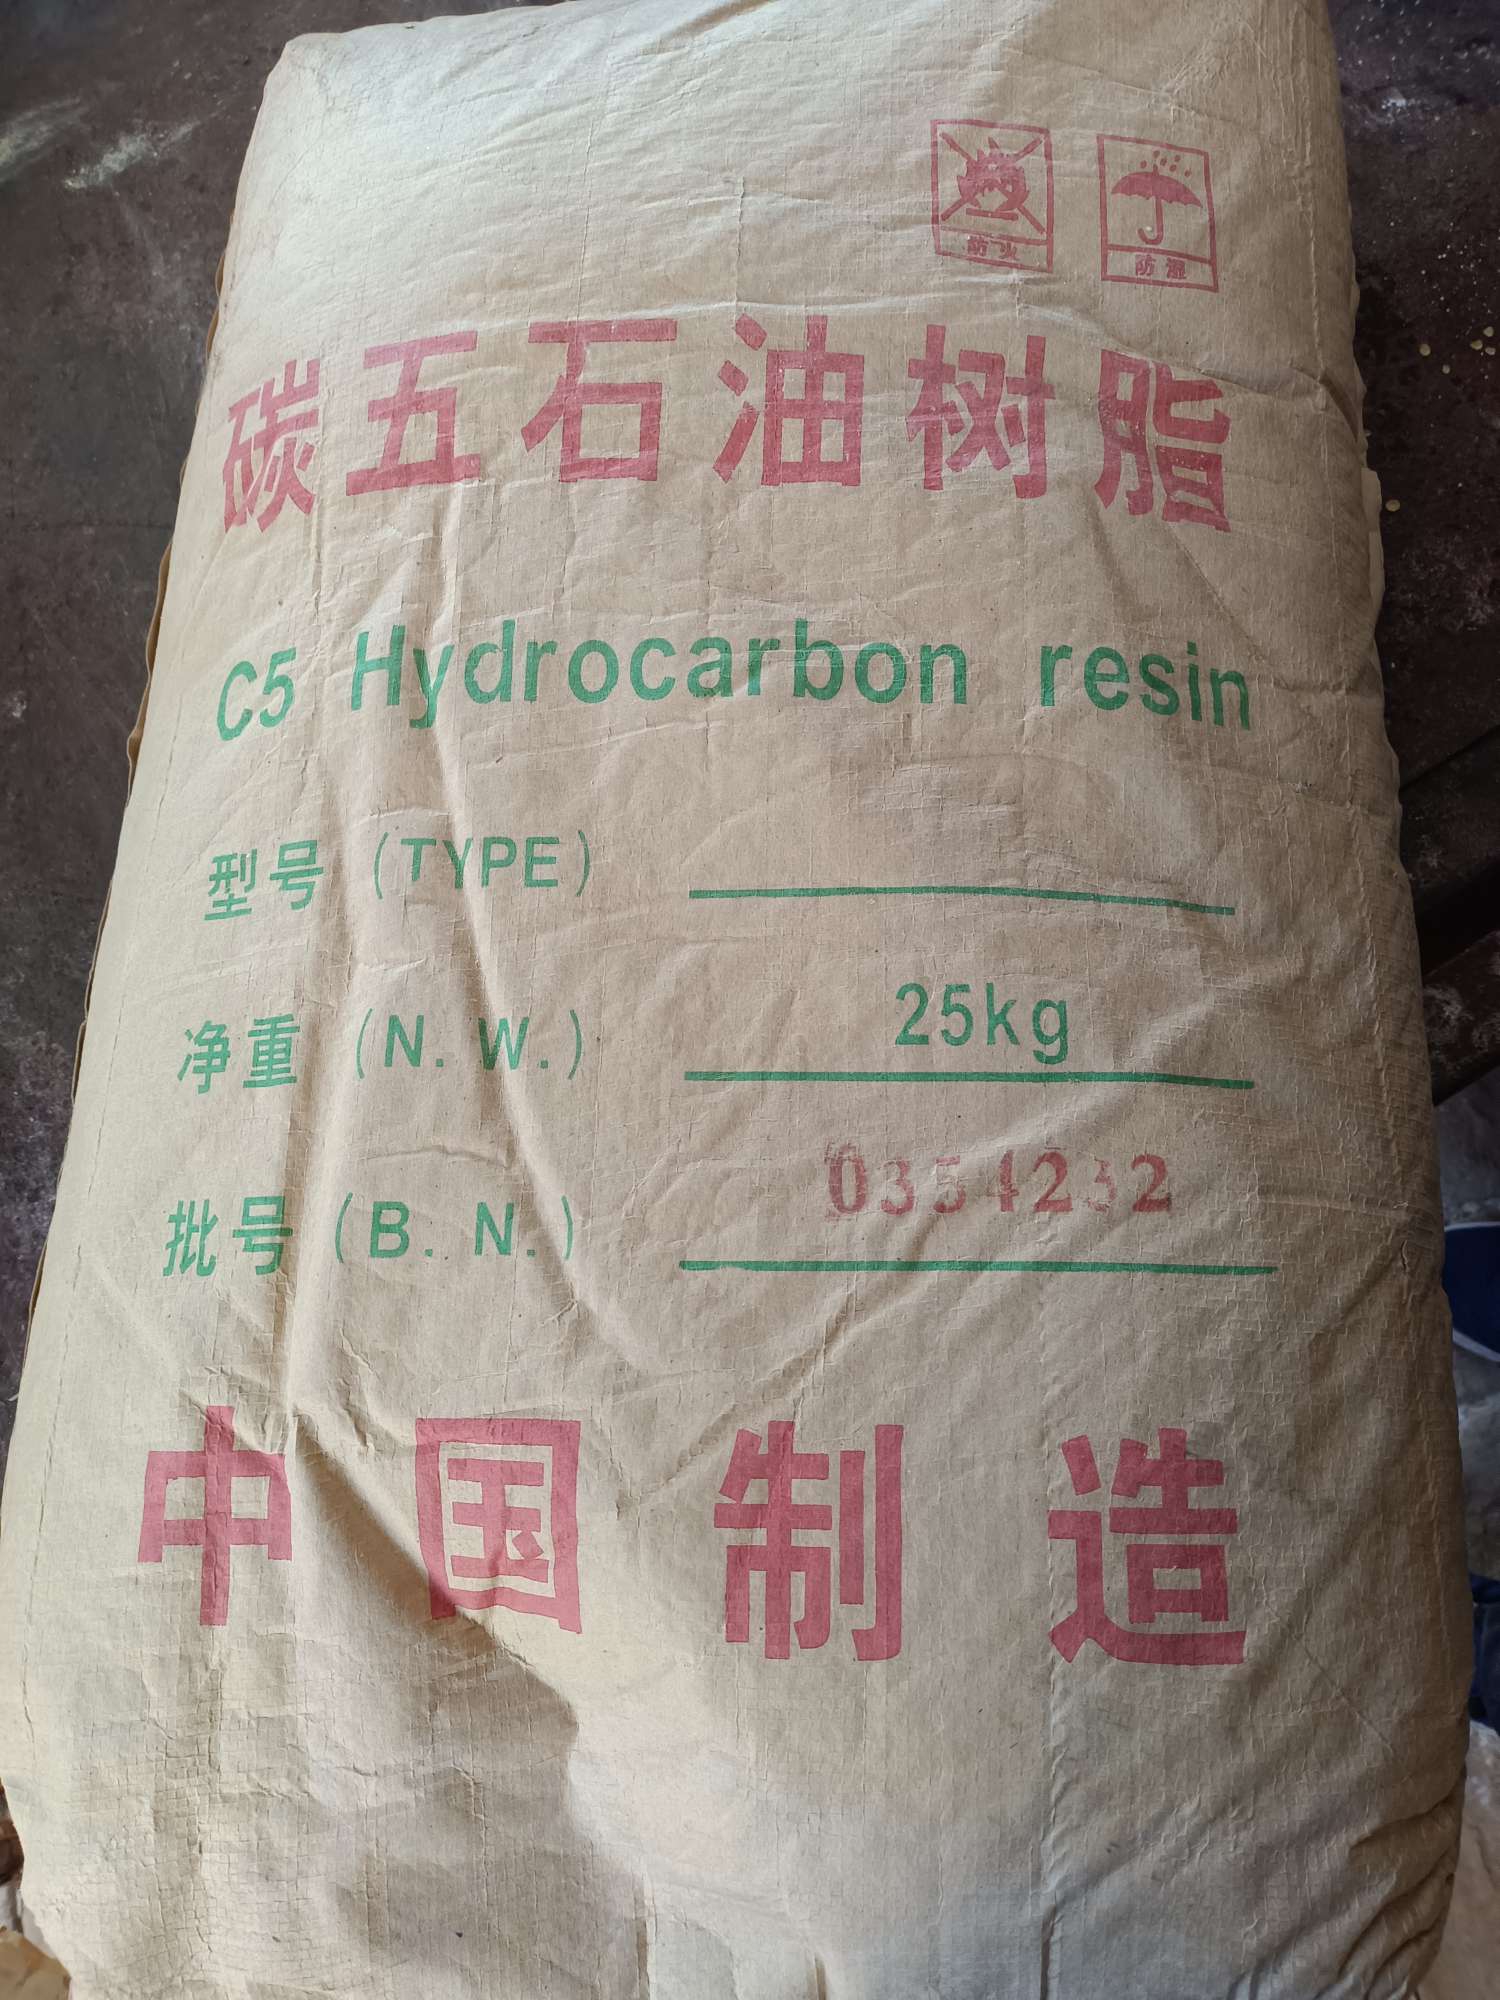 防火 防湿
碳五石油树脂
C5 Hydrocarbon resin
型号 (TYPE)
净重 (N. W.) 25kg
批号 (B. N.) 0354232
中国制造